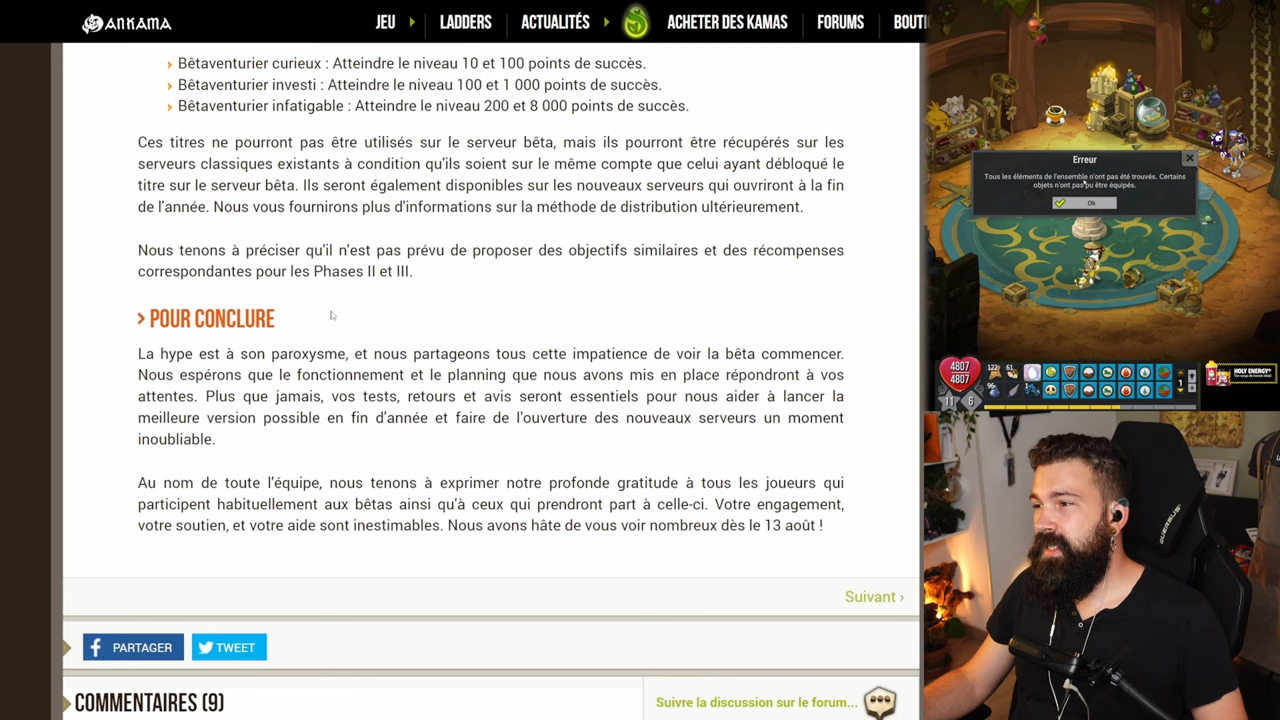 ANKAMA
JEU LADDERS ACTUALITÉS ACHETER DES KAMAS FORUMS BOUTI
Bêtaventurier curieux : Atteindre le niveau 10 et 100 points de succès.
Bêtaventurier investi : Atteindre le niveau 100 et 1 000 points de succès.
Bêtaventurier infatigable : Atteindre le niveau 200 et 8 000 points de succès.
Ces titres ne pourront pas être utilisés sur le serveur bêta, mais ils pourront être récupérés sur les
serveurs classiques existants à condition qu'ils soient sur le même compte que celui ayant débloqué le
titre sur le serveur bêta. Ils seront également disponibles sur les nouveaux serveurs qui ouvriront à la fin
de l'année. Nous vous fournirons plus d'informations sur la méthode de distribution ultérieurement.
Nous tenons à préciser qu'il n'est pas prévu de proposer des objectifs similaires et des récompenses
correspondantes pour les Phases II et III.
> POUR CONCLURE
La hype est à son paroxysme, et nous partageons tous cette impatience de voir la bêta commencer.
Nous espérons que le fonctionnement et le planning que nous avons mis en place répondront à vos
attentes. Plus que jamais, vos tests, retours et avis seront essentiels pour nous aider à lancer la
meilleure version possible en fin d'année et faire de l'ouverture des nouveaux serveurs un moment
inoubliable.
Au nom de toute l'équipe, nous tenons à exprimer notre profonde gratitude à tous les joueurs qui
participent habituellement aux bêtas ainsi qu'à ceux qui prendront part à celle-ci. Votre engagement,
votre soutien, et votre aide sont inestimables. Nous avons hâte de vous voir nombreux dès le 13 août !
Suivant ›
PARTAGER
TWEET
COMMENTAIRES (9)
Suivre la discussion sur le forum...
Erreur
Tous les éléments de l'ensemble n'ont pas été trouvés. Certains
objets n'ont pas pu être équipés.
Ok
4807
4807
11 6
122
61
96
1
HOLY ENERGY